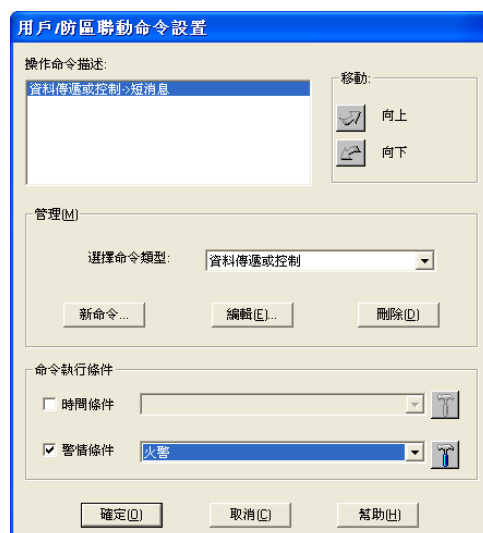 用戶/防區聯動命令設置
操作命令描述:
資料傳遞或控制->短消息
移動:
向上
向下
管理(M)
選擇命令類型:
資料傳遞或控制
新命令...
編輯(E)...
刪除(D)
命令執行條件
時間條件
警情條件
火警
確定(O)
取消(C)
幫助(H)